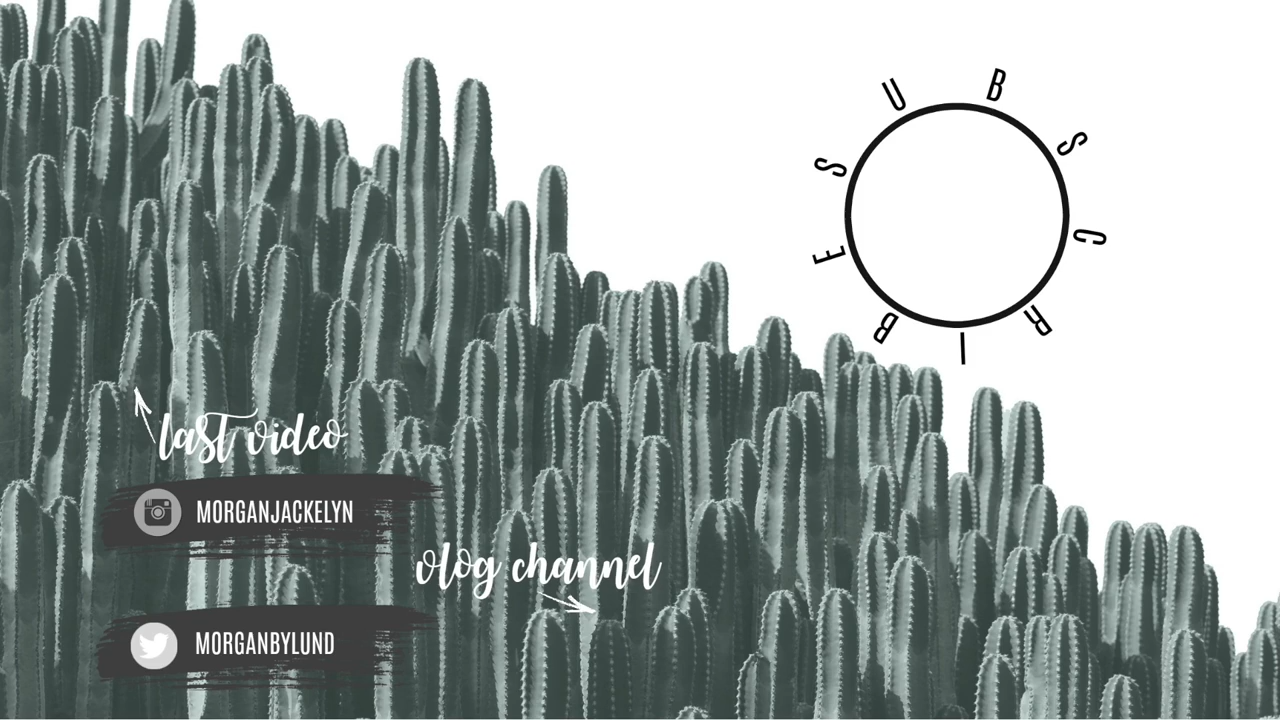 SUBSCRIBE
last video
MORGANJACKELYN
vlog channel
MORGANBYLUND